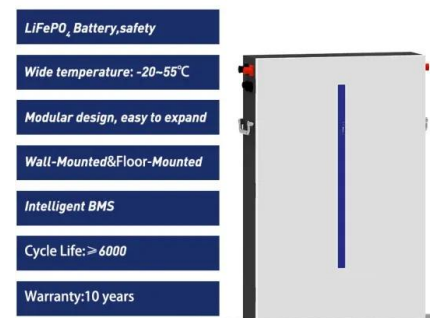 LiFePO₄ Battery,safety
Wide temperature: -20~55℃
Modular design, easy to expand
Wall-Mounted&Floor-Mounted
Intelligent BMS
Cycle Life:≥6000
Warranty:10 years